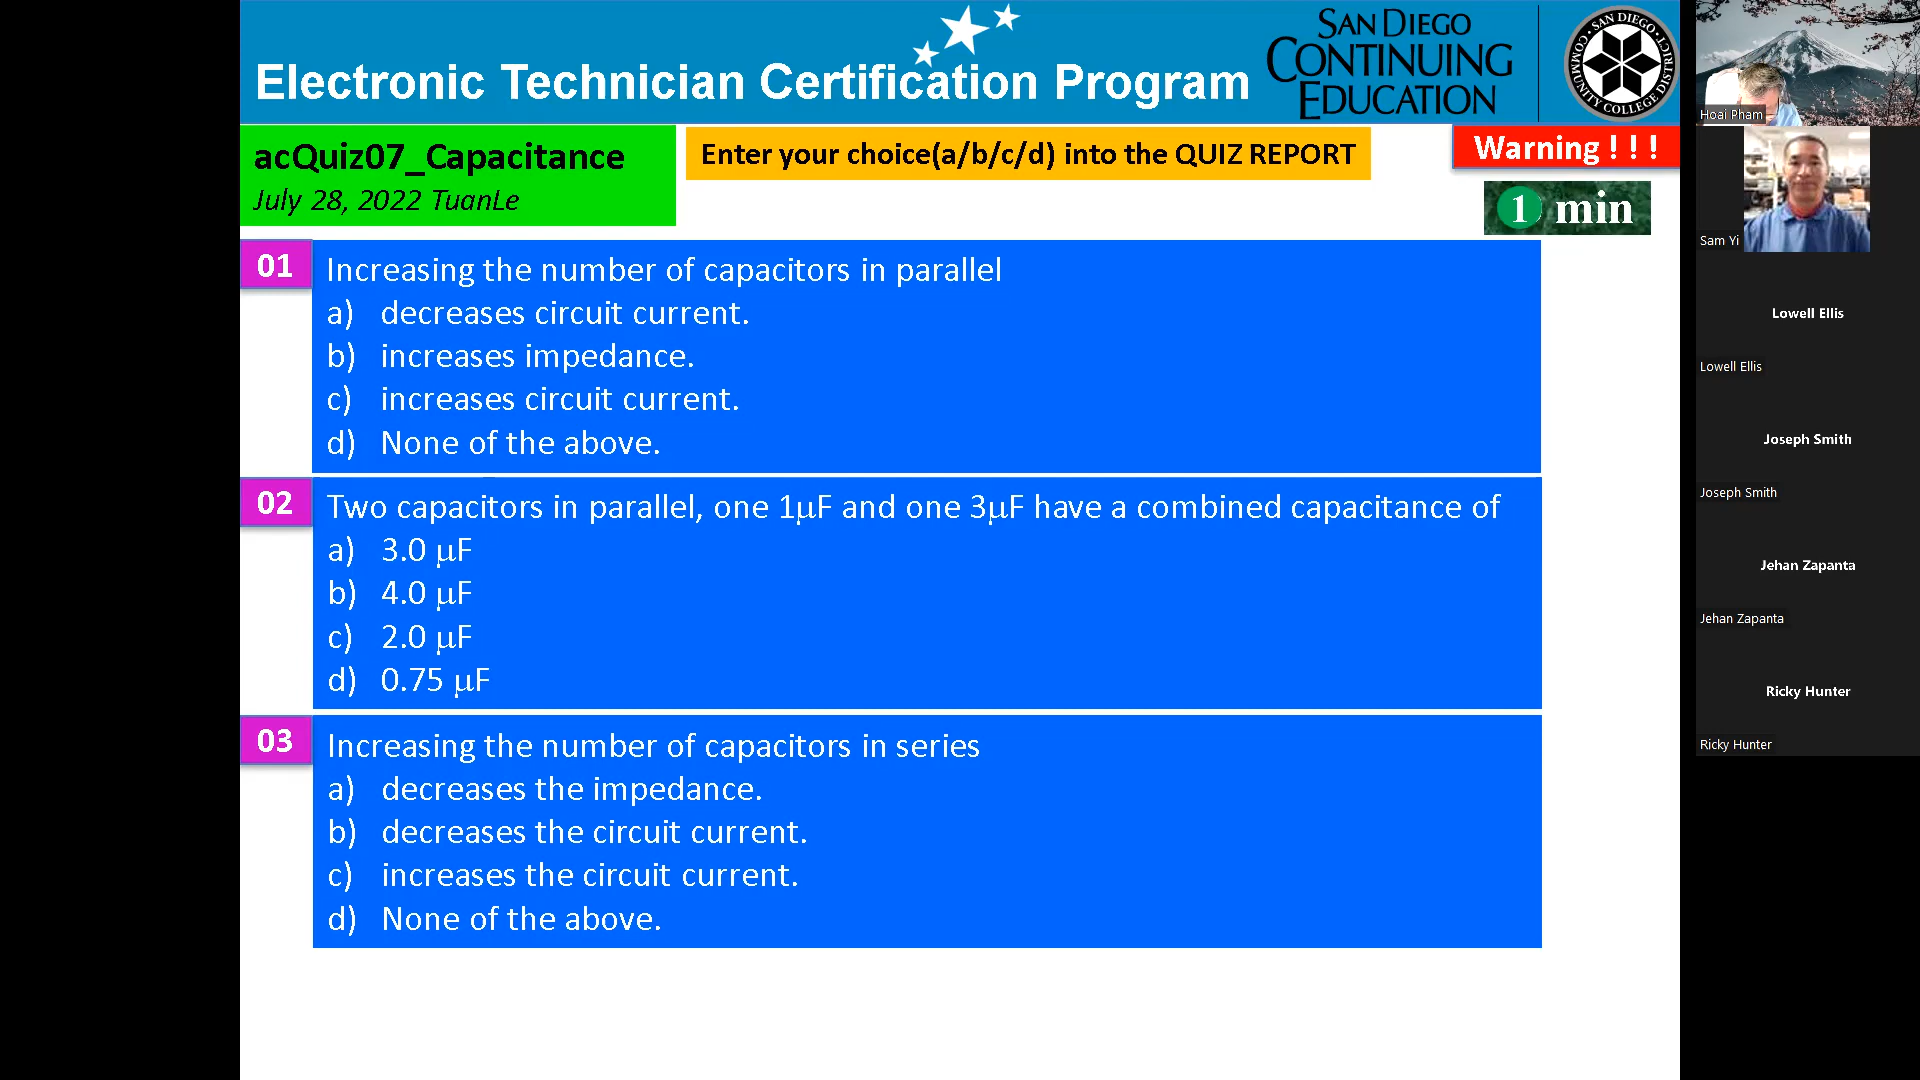 Electronic Technician Certification Program
SAN DIEGO
CONTINUING
EDUCATION
SAN DIEGO
COMMUNITY COLLEGE DISTRICT
acQuiz07_Capacitance
July 28, 2022 TuanLe
Enter your choice(a/b/c/d) into the QUIZ REPORT
Warning ! ! !
1 min
01
Increasing the number of capacitors in parallel
a) decreases circuit current.
b) increases impedance.
c) increases circuit current.
d) None of the above.
02
Two capacitors in parallel, one 1μF and one 3μF have a combined capacitance of
a) 3.0 μF
b) 4.0 μF
c) 2.0 μF
d) 0.75 μF
03
Increasing the number of capacitors in series
a) decreases the impedance.
b) decreases the circuit current.
c) increases the circuit current.
d) None of the above.
Hoai Pham
Sam Yi
Lowell Ellis
Lowell Ellis
Joseph Smith
Joseph Smith
Jehan Zapanta
Jehan Zapanta
Ricky Hunter
Ricky Hunter